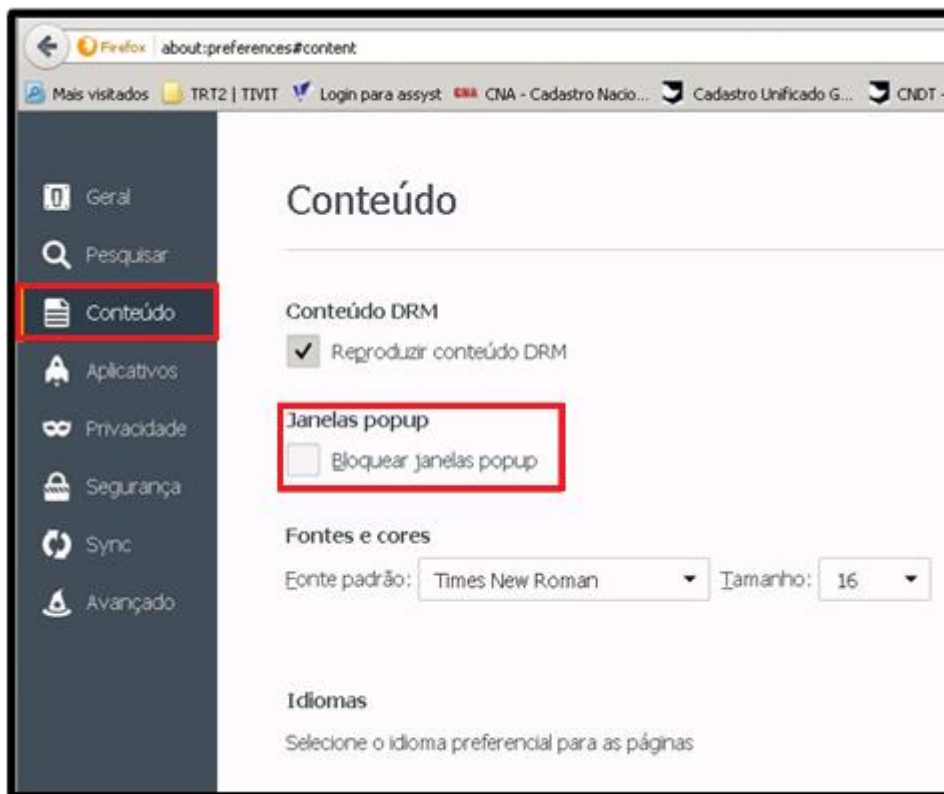 Firefox about:preferences#content
Mais visitados TRT2 | TIVIT Login para assyst CNA CNA - Cadastro Nacio... Cadastro Unificado G... CNDT -
Geral
Pesquisar
Conteúdo
Aplicativos
Privacidade
Segurança
Sync
Avançado
Conteúdo
Conteúdo DRM
Reproduzir conteúdo DRM
Janelas popup
Bloquear janelas popup
Fontes e cores
Fonte padrão: Times New Roman Tamanho: 16
Idiomas
Selecione o idioma preferencial para as páginas